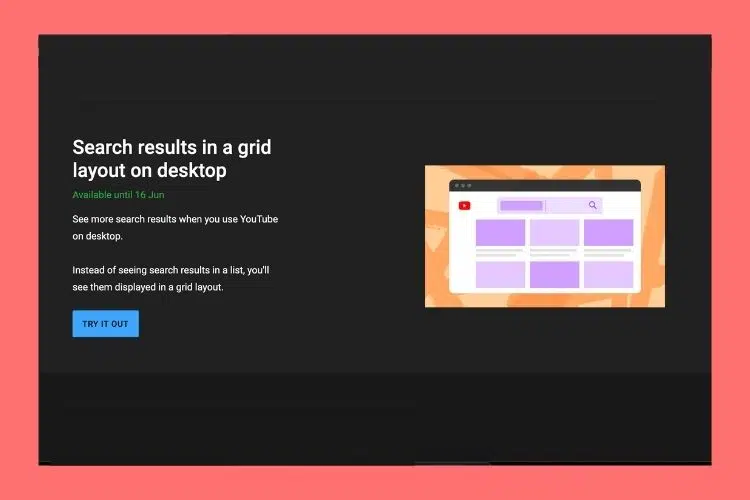 Search results in a grid
layout on desktop
Available until 16 Jun
See more search results when you use YouTube
on desktop.
Instead of seeing search results in a list, you'll
see them displayed in a grid layout.
TRY IT OUT